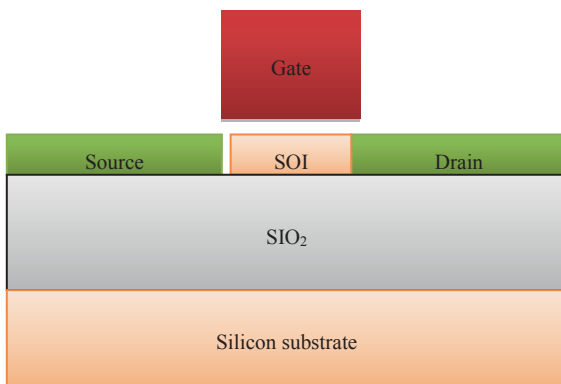 Gate
Source SOI Drain
SIO₂
Silicon substrate